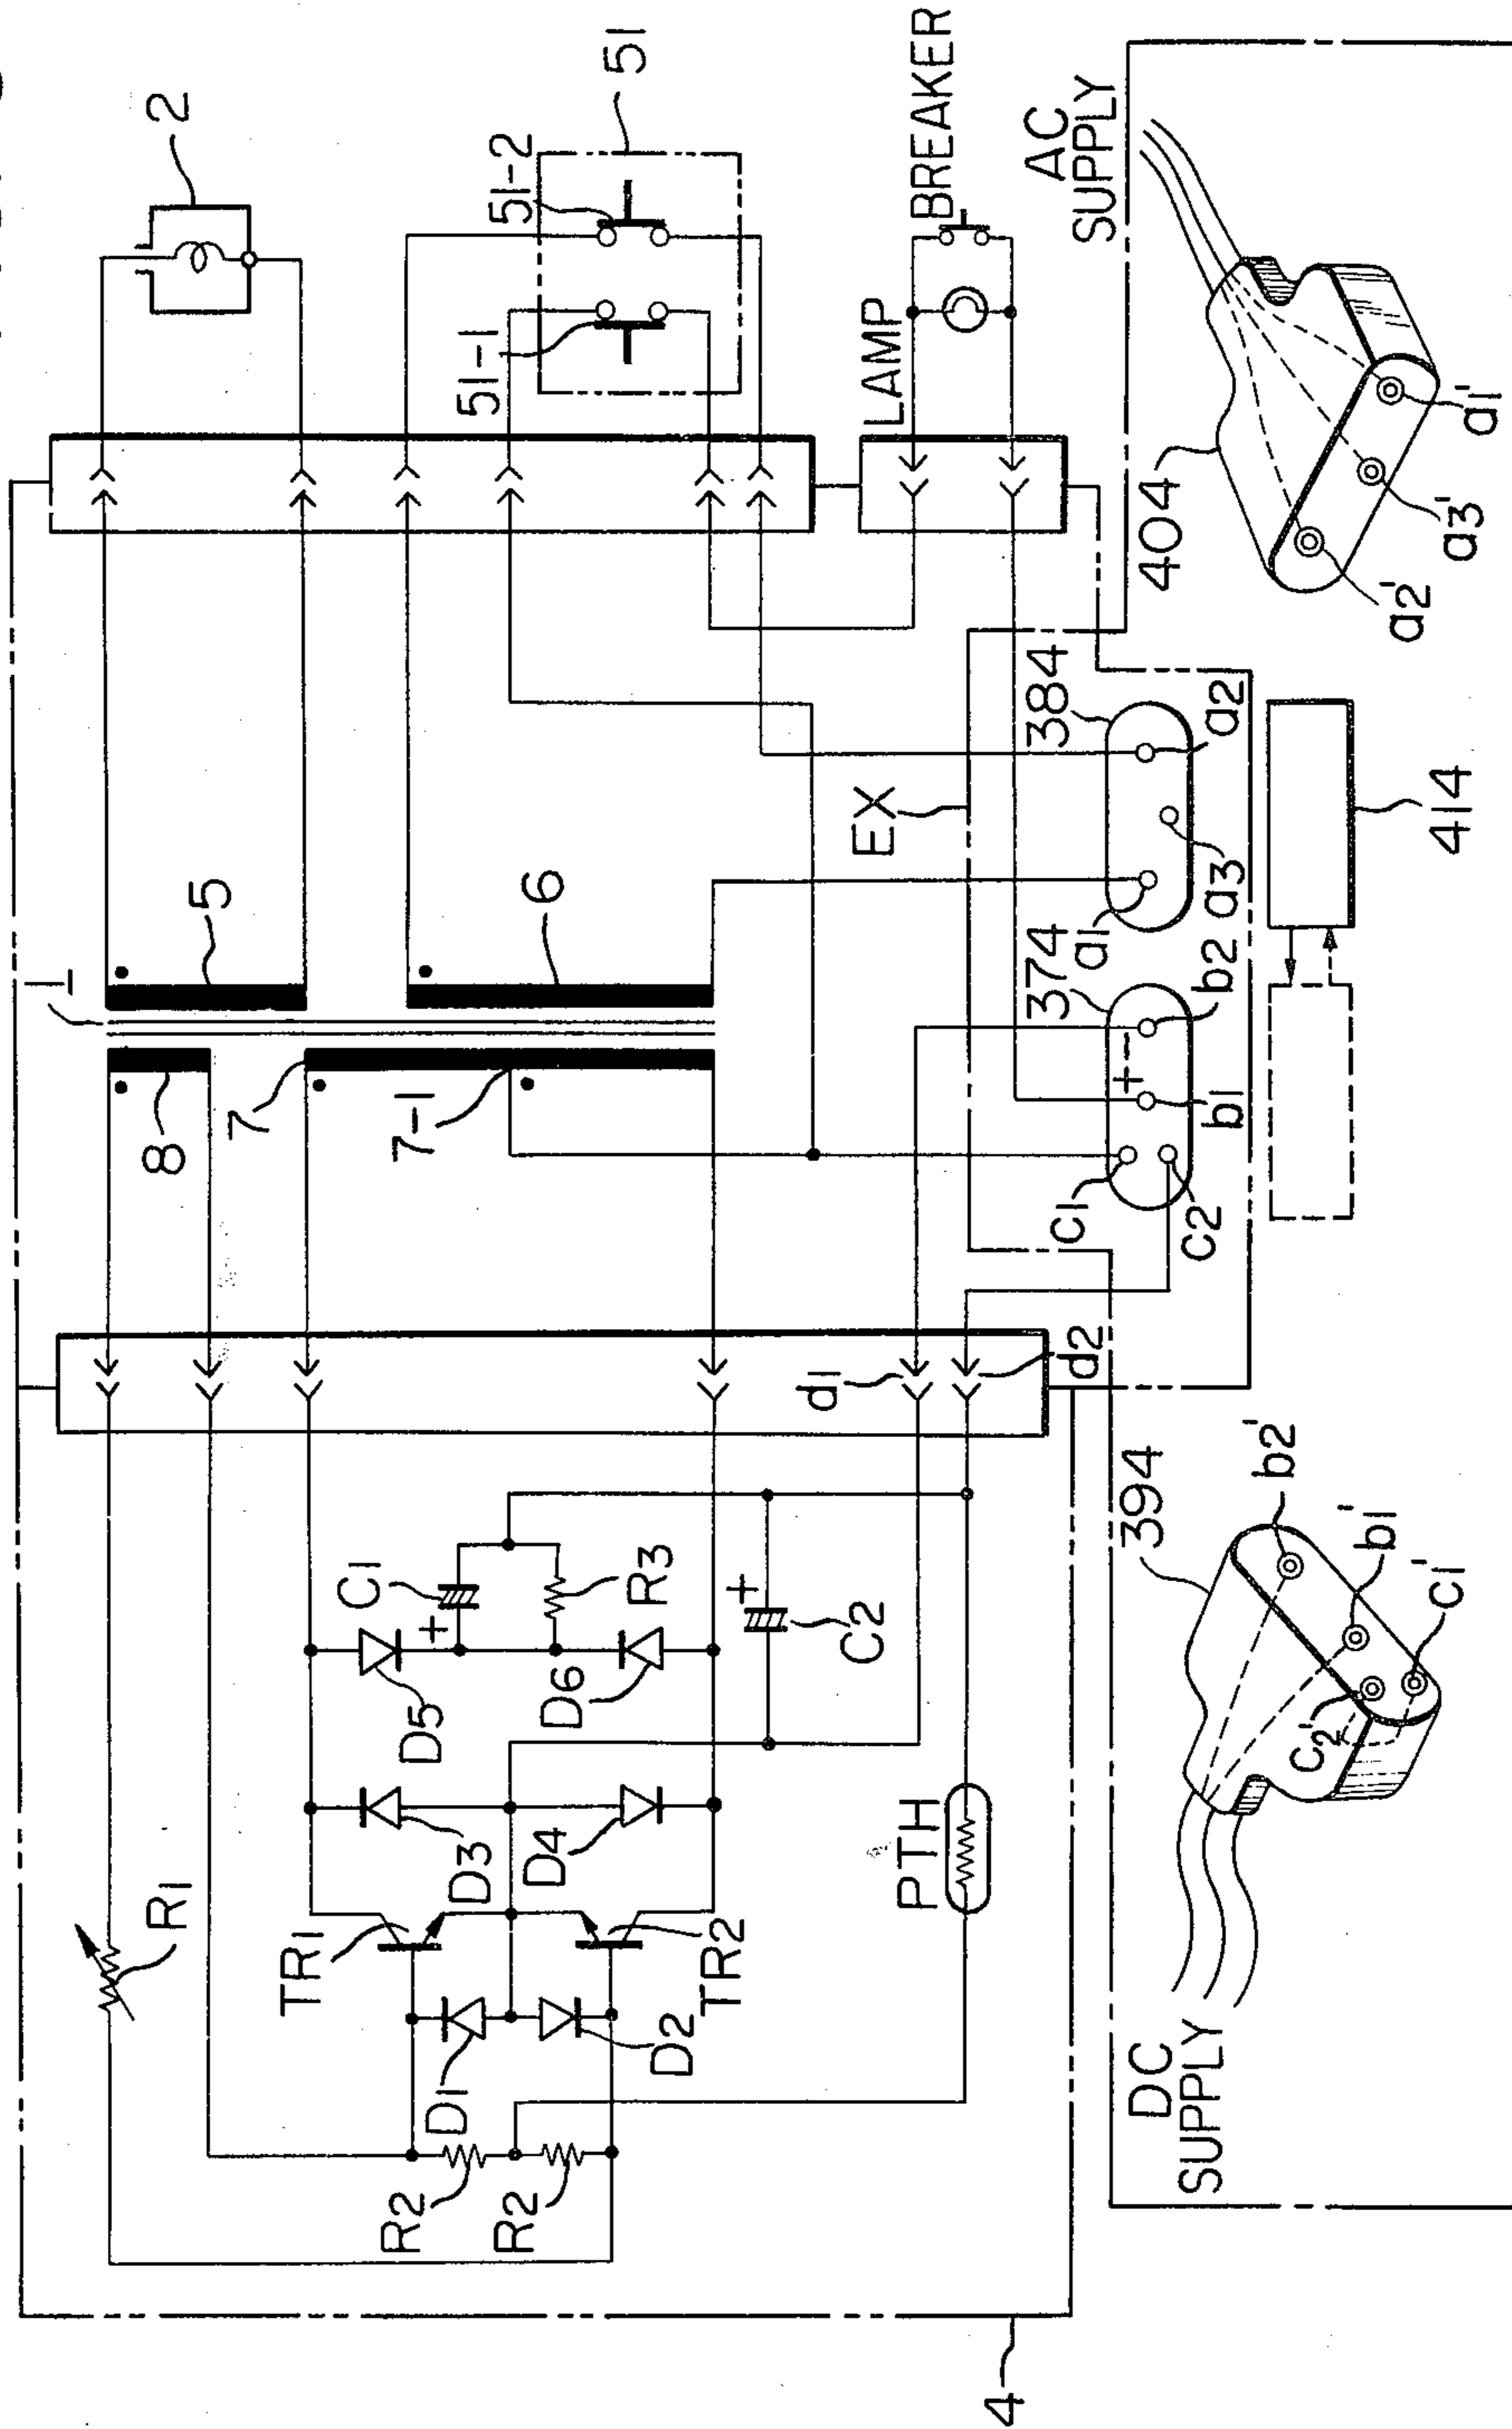 2
51
51-2
51-1
LAMP
BREAKER
AC
SUPPLY
404
a1'
a3'
a2'
1
5
6
8
7
7-1
EX
384
a2
a3
a1
374
b2
+ -
b1
C1
C2
414
d1
d2
394
b2'
b1'
C1'
C2'
DC
SUPPLY
R1
TR1
TR2
D1
D2
D3
D4
D5
D6
C1
+
R3
+
C2
PTH
R2
R2
4